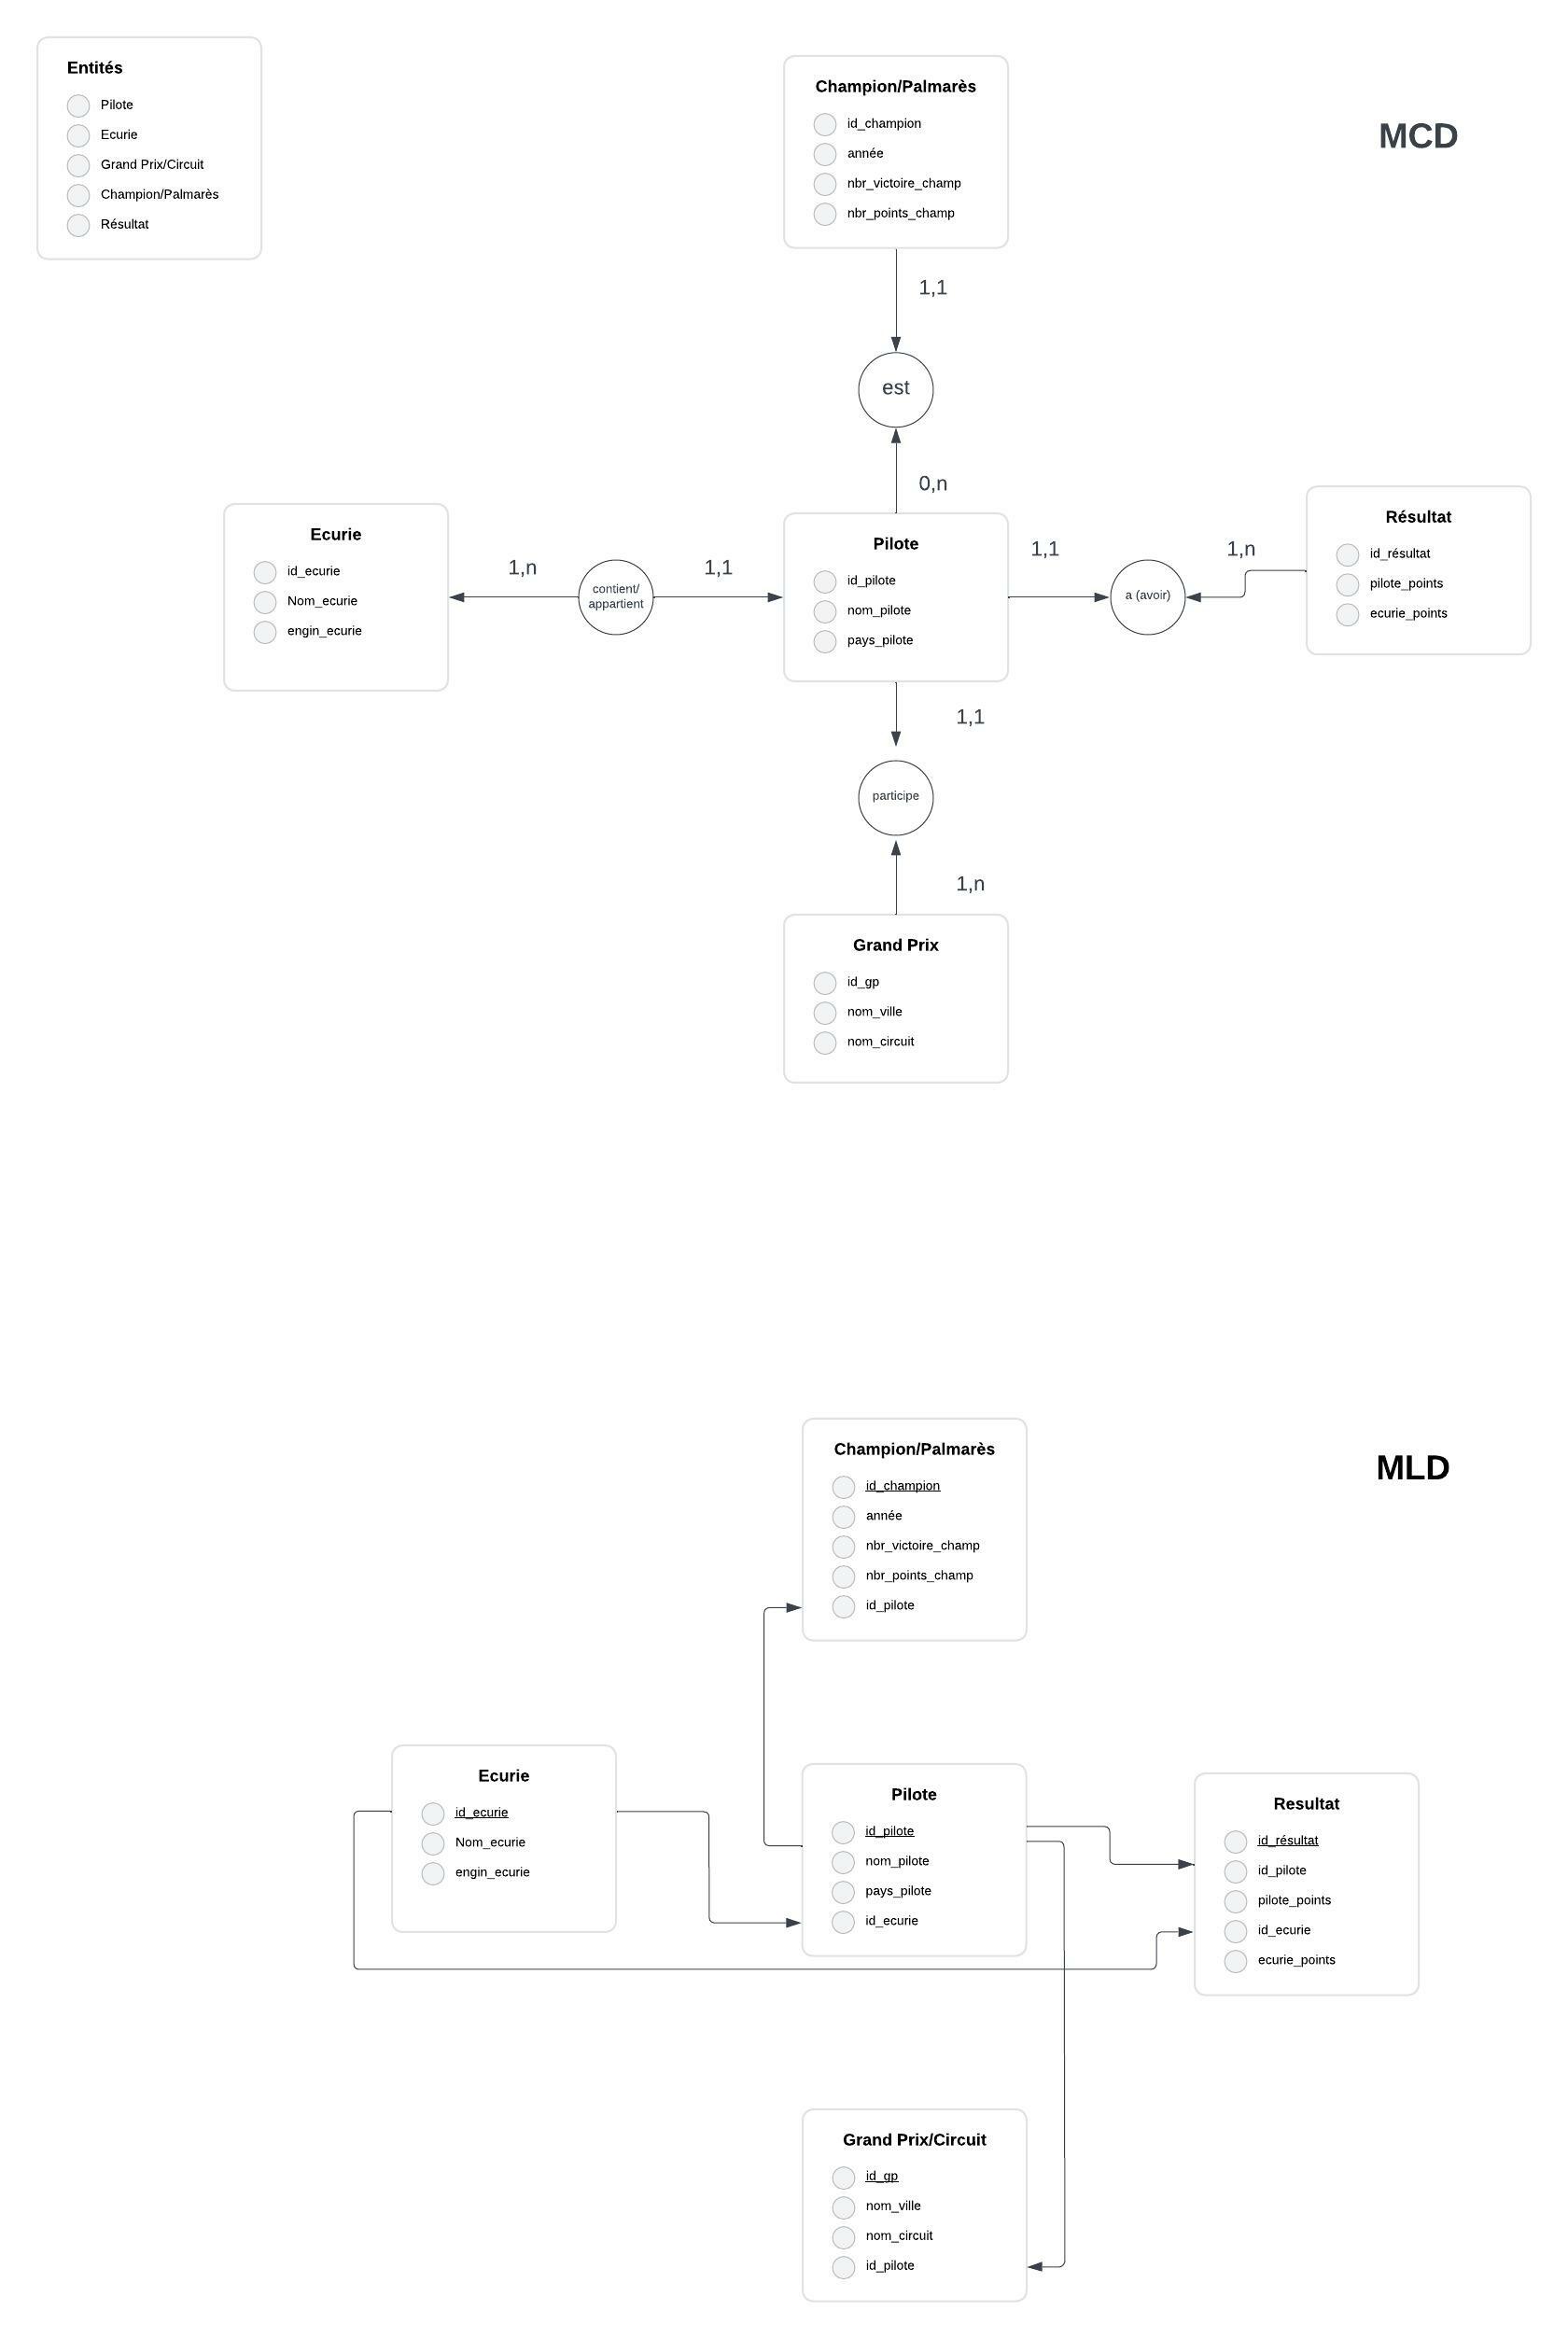 Entités
Pilote
Ecurie
Grand Prix/Circuit
Champion/Palmarès
Résultat
Champion/Palmarès
id_champion
année
nbr_victoire_champ
nbr_points_champ
MCD
1,1
est
0,n
Ecurie
id_ecurie
Nom_ecurie
engin_ecurie
1,n
contient/
appartient
1,1
Pilote
id_pilote
nom_pilote
pays_pilote
1,1
a (avoir)
1,n
Résultat
id_résultat
pilote_points
ecurie_points
1,1
participe
1,n
Grand Prix
id_gp
nom_ville
nom_circuit
MLD
Champion/Palmarès
id_champion
année
nbr_victoire_champ
nbr_points_champ
id_pilote
Ecurie
id_ecurie
Nom_ecurie
engin_ecurie
Pilote
id_pilote
nom_pilote
pays_pilote
id_ecurie
Resultat
id_résultat
id_pilote
pilote_points
id_ecurie
ecurie_points
Grand Prix/Circuit
id_gp
nom_ville
nom_circuit
id_pilote